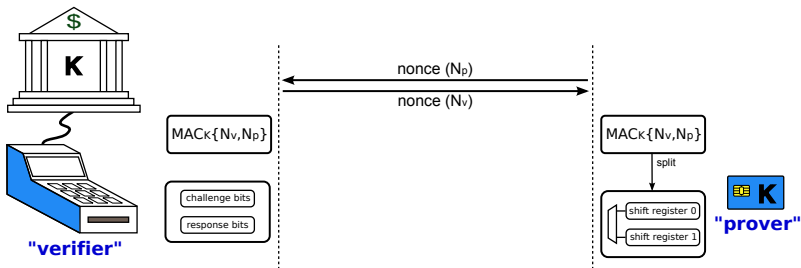 $
K
nonce (Np)
nonce (Nv)
MACK{Nv,Np}
MACK{Nv,Np}
split
challenge bits
response bits
shift register 0
shift register 1
K
"prover"
"verifier"